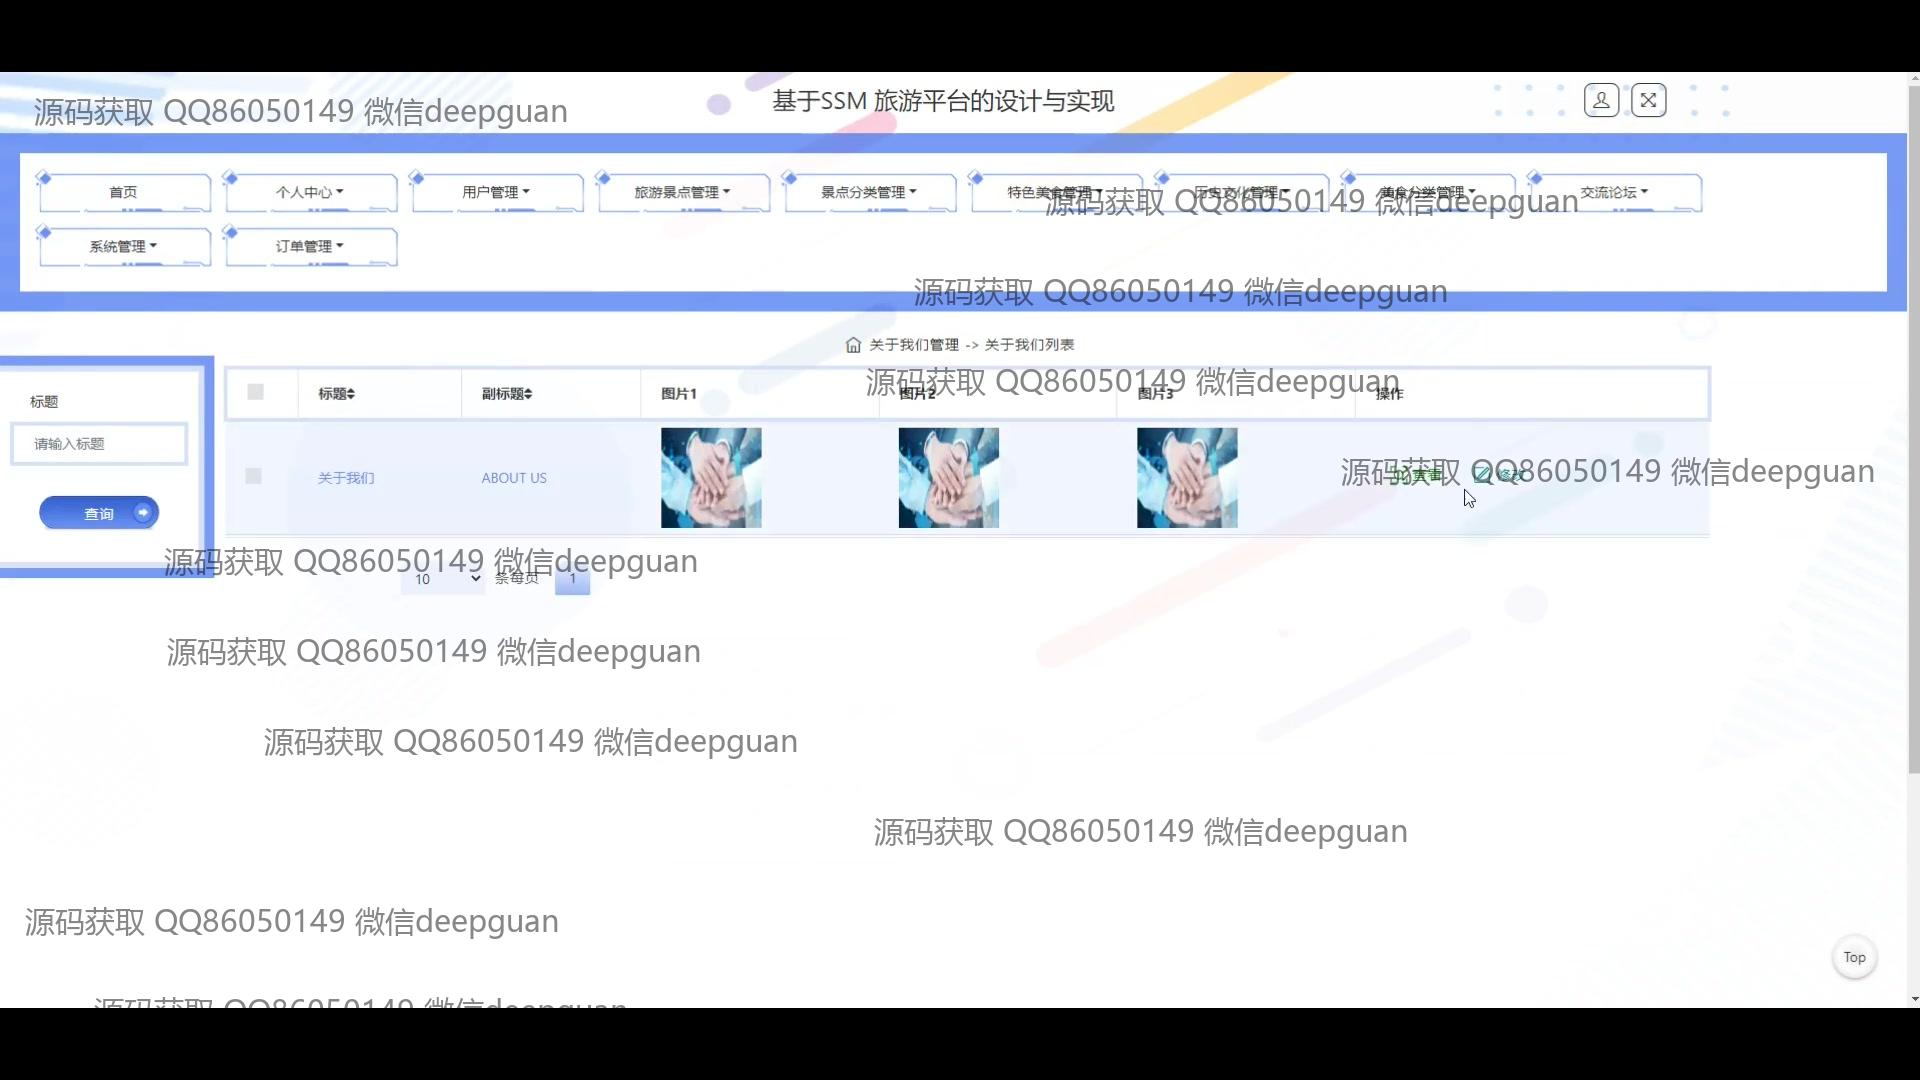 基于SSM 旅游平台的设计与实现
源码获取 QQ86050149 微信deepguan
首页 个人中心 用户管理 旅游景点管理 景点分类管理 特色美食管理 历史文化管理 美食分类管理 交流论坛
源码获取 QQ86050149 微信deepguan
系统管理 订单管理
源码获取 QQ86050149 微信deepguan
关于我们管理 -> 关于我们列表
源码获取 QQ86050149 微信deepguan
标题 副标题 图片1 图片2 图片3 操作
标题
请输入标题
关于我们 ABOUT US 查看 修改
源码获取 QQ86050149 微信deepguan
查询
源码获取 QQ86050149 微信deepguan
10 条每页 1
源码获取 QQ86050149 微信deepguan
源码获取 QQ86050149 微信deepguan
源码获取 QQ86050149 微信deepguan
源码获取 QQ86050149 微信deepguan
Top
源码获取 QQ86050149 微信deepguan